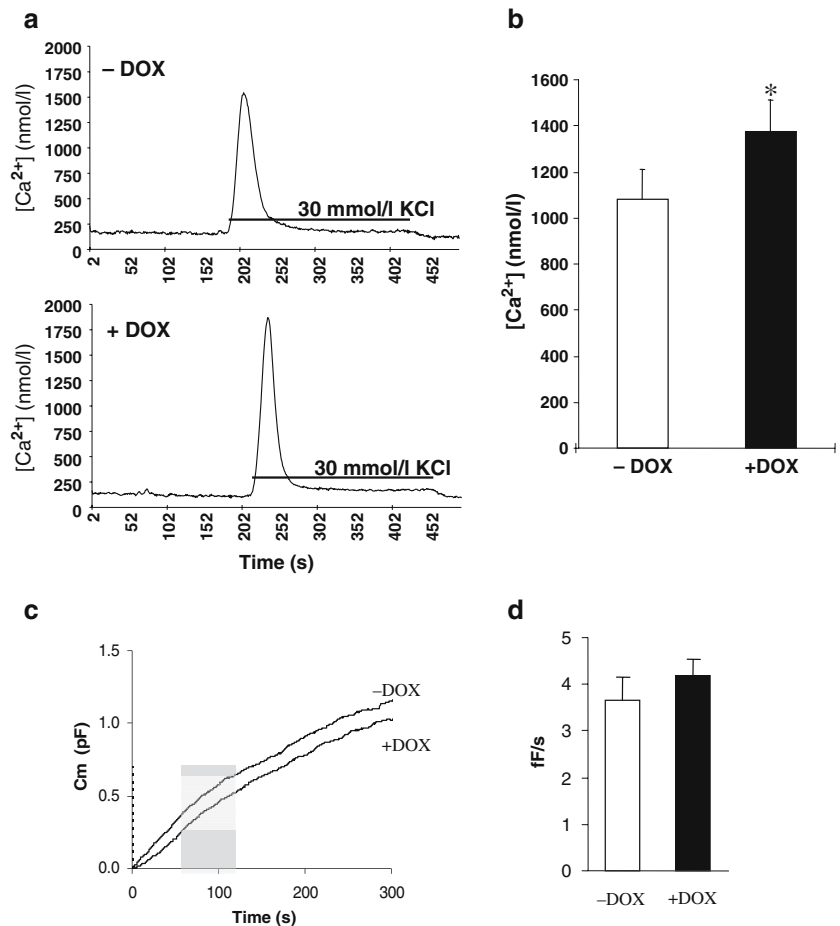 a
2000
1750
1500
1250
1000
750
500
250
0
[Ca2+] (nmol/l)
– DOX
30 mmol/l KCl
2 52 102 152 202 252 302 352 402 452
2000
1750
1500
1250
1000
750
500
250
0
[Ca2+] (nmol/l)
+ DOX
30 mmol/l KCl
2 52 102 152 202 252 302 352 402 452
Time (s)
b
1600
1400
1200
1000
800
600
400
200
0
[Ca2+] (nmol/l)
*
– DOX +DOX
c
1.5
1.0
0.5
0.0
Cm (pF)
–DOX
+DOX
0 100 200 300
Time (s)
d
5
4
3
2
1
0
fF/s
–DOX +DOX